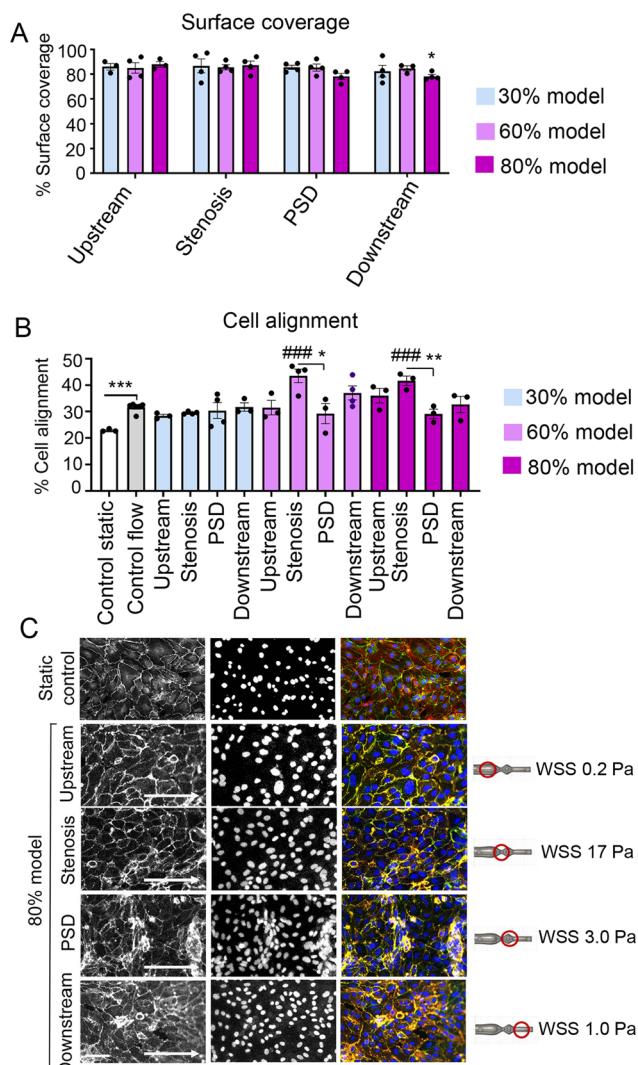 A
Surface coverage
% Surface coverage
100
80
60
40
20
0
*
Upstream
Stenosis
PSD
Downstream
30% model
60% model
80% model
B
Cell alignment
% Cell alignment
50
40
30
20
10
0
***
###
*
###
**
Control static
Control flow
Upstream
Stenosis
PSD
Downstream
Upstream
Stenosis
PSD
Downstream
Upstream
Stenosis
PSD
Downstream
30% model
60% model
80% model
C
Static
control
80% model
Upstream
WSS 0.2 Pa
Stenosis
WSS 17 Pa
PSD
WSS 3.0 Pa
Downstream
WSS 1.0 Pa